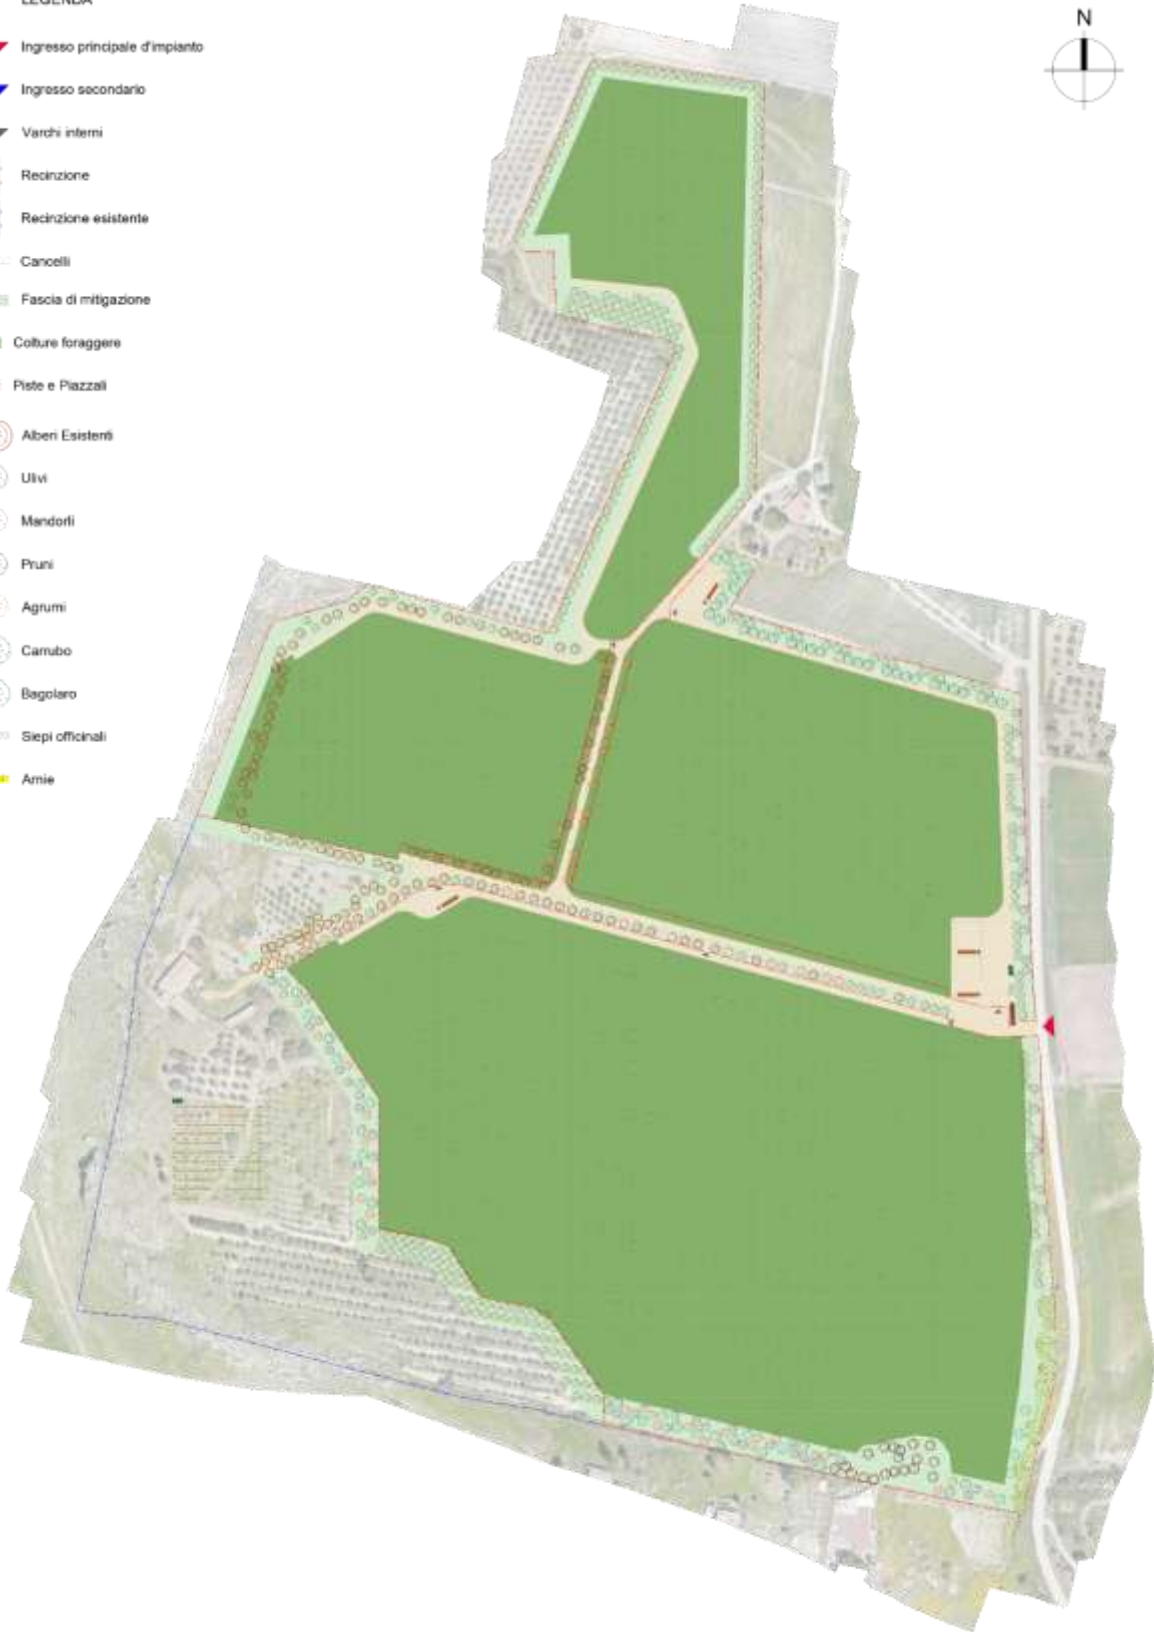 LEGENDA
N
Ingresso principale d'impianto
Ingresso secondario
Varchi interni
Recinzione
Recinzione esistente
Cancelli
Fascia di mitigazione
Colture foraggere
Piste e Piazzali
Alberi Esistenti
Ulivi
Mandorli
Pruni
Agrumi
Carrubo
Bagolaro
Siepi officinali
Arnie